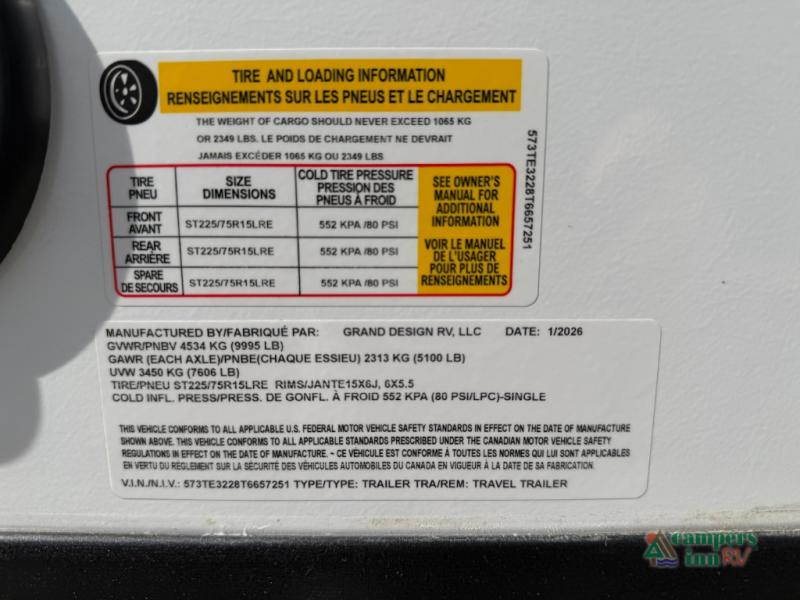 TIRE AND LOADING INFORMATION
RENSEIGNEMENTS SUR LES PNEUS ET LE CHARGEMENT
THE WEIGHT OF CARGO SHOULD NEVER EXCEED 1065 KG
OR 2349 LBS. LE POIDS DE CHARGEMENT NE DEVRAIT
JAMAIS EXCÉDER 1065 KG OU 2349 LBS
TIRE
PNEU
SIZE
DIMENSIONS
COLD TIRE PRESSURE
PRESSION DES
PNEUS À FROID
FRONT
AVANT
ST225/75R15LRE
552 KPA /80 PSI
REAR
ARRIÈRE
ST225/75R15LRE
552 KPA /80 PSI
SPARE
DE SECOURS
ST225/75R15LRE
552 KPA /80 PSI
SEE OWNER'S
MANUAL FOR
ADDITIONAL
INFORMATION
VOIR LE MANUEL
DE L'USAGER
POUR PLUS DE
RENSEIGNEMENTS
573TE3228T6657251
MANUFACTURED BY/FABRIQUÉ PAR: GRAND DESIGN RV, LLC DATE: 1/2026
GVWR/PNBV 4534 KG (9995 LB)
GAWR (EACH AXLE)/PNBE(CHAQUE ESSIEU) 2313 KG (5100 LB)
UVW 3450 KG (7606 LB)
TIRE/PNEU ST225/75R15LRE RIMS/JANTE15X6J, 6X5.5
COLD INFL. PRESS/PRESS. DE GONFL. À FROID 552 KPA (80 PSI/LPC)-SINGLE
THIS VEHICLE CONFORMS TO ALL APPLICABLE U.S. FEDERAL MOTOR VEHICLE SAFETY STANDARDS IN EFFECT ON THE DATE OF MANUFACTURE
SHOWN ABOVE. THIS VEHICLE CONFORMS TO ALL APPLICABLE STANDARDS PRESCRIBED UNDER THE CANADIAN MOTOR VEHICLE SAFETY
REGULATIONS IN EFFECT ON THE DATE OF MANUFACTURE. ~ CE VÉHICULE EST CONFORME À TOUTES LES NORMES QUI LUI SONT APPLICABLES
EN VERTU DU RÈGLEMENT SUR LA SÉCURITÉ DES VÉHICULES AUTOMOBILES DU CANADA EN VIGUEUR À LA DATE DE SA FABRICATION.
V.I.N./N.I.V.: 573TE3228T6657251 TYPE/TYPE: TRAILER TRA/REM: TRAVEL TRAILER
campers
inn RV